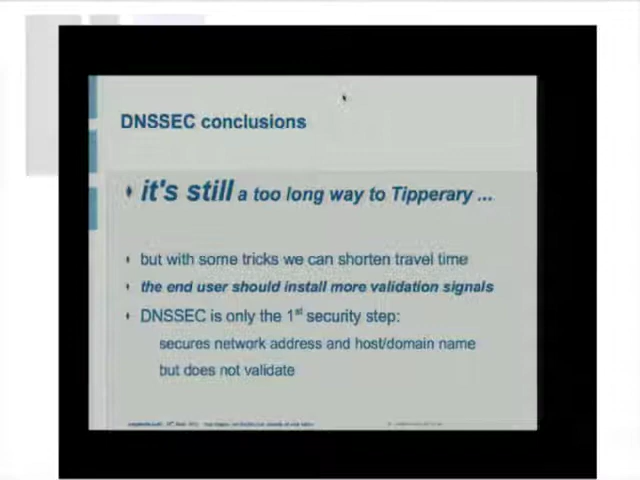 DNSSEC conclusions
it's still a too long way to Tipperary ...
but with some tricks we can shorten travel time
the end user should install more validation signals
DNSSEC is only the 1st security step:
secures network address and host/domain name
but does not validate